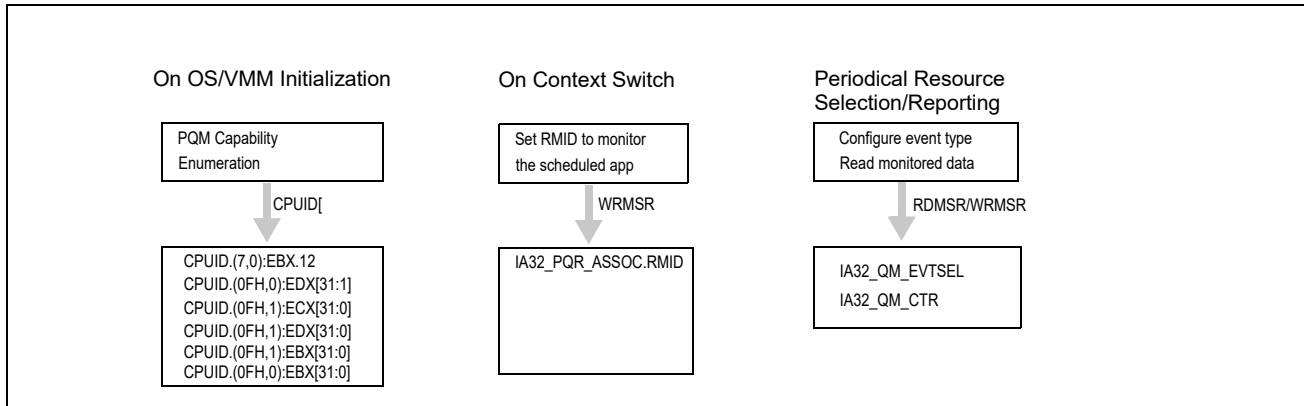 On OS/VMM Initialization
PQM Capability
Enumeration
CPUID[
CPUID.(7,0):EBX.12
CPUID.(0FH,0):EDX[31:1]
CPUID.(0FH,1):ECX[31:0]
CPUID.(0FH,1):EDX[31:0]
CPUID.(0FH,1):EBX[31:0]
CPUID.(0FH,0):EBX[31:0]
On Context Switch
Set RMID to monitor
the scheduled app
WRMSR
IA32_PQR_ASSOC.RMID
Periodical Resource
Selection/Reporting
Configure event type
Read monitored data
RDMSR/WRMSR
IA32_QM_EVTSEL
IA32_QM_CTR